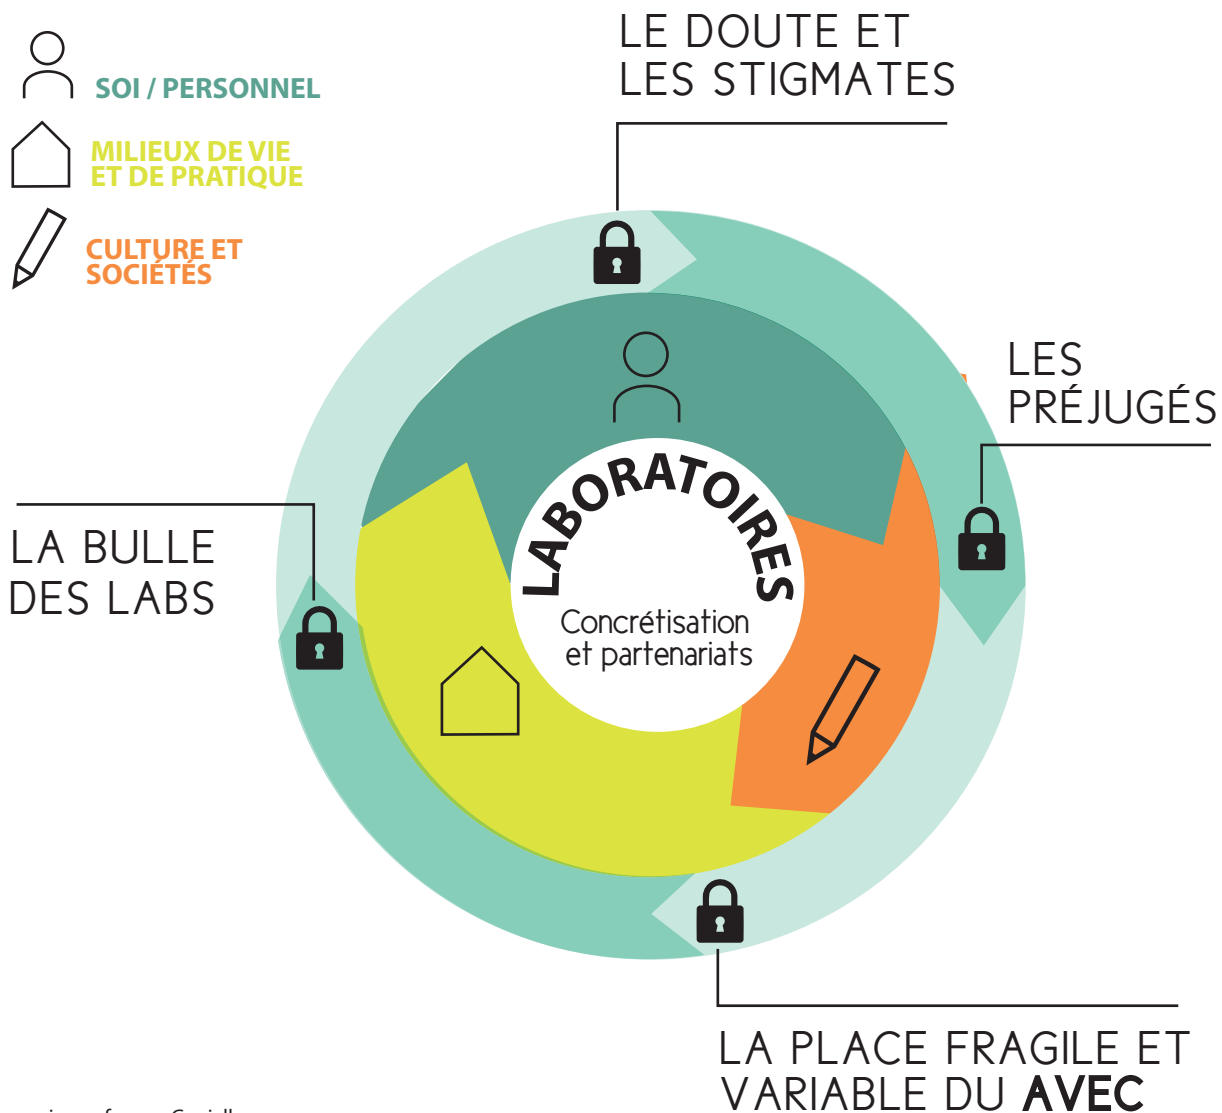 SOI / PERSONNEL
MILIEUX DE VIE
ET DE PRATIQUE
CULTURE ET
SOCIÉTÉS
LE DOUTE ET
LES STIGMATES
LES
PRÉJUGÉS
LA BULLE
DES LABS
LABORATOIRES
Concrétisation
et partenariats
LA PLACE FRAGILE ET
VARIABLE DU AVEC